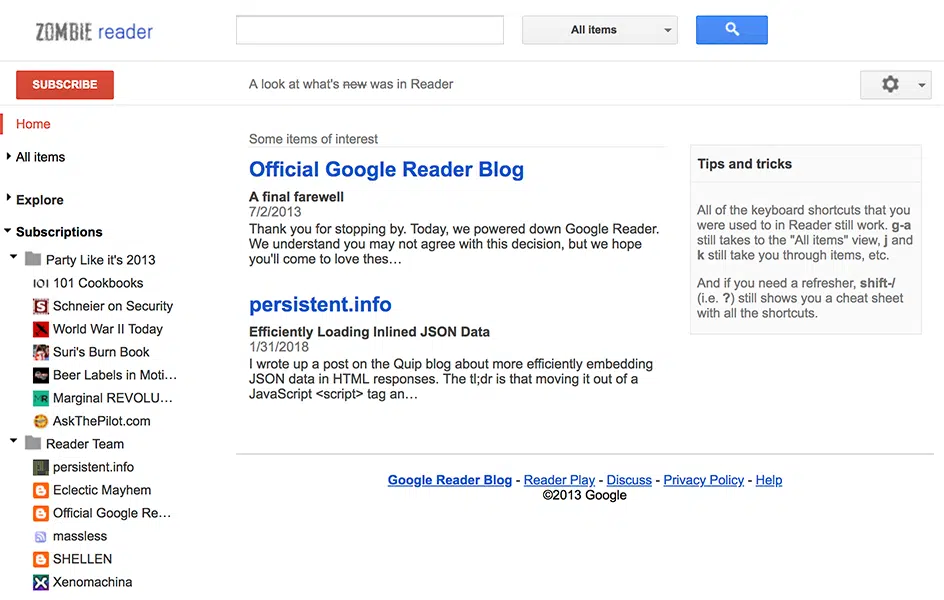 ZOMBIE reader
All items
SUBSCRIBE
A look at what's new was in Reader
Home
All items
Explore
Subscriptions
Party Like it's 2013
101 101 Cookbooks
S Schneier on Security
World War II Today
Suri's Burn Book
Beer Labels in Moti…
MR Marginal REVOLU…
AskThePilot.com
Reader Team
persistent.info
Eclectic Mayhem
Official Google Re…
massless
SHELLEN
Xenomachina
Some items of interest
Official Google Reader Blog
A final farewell
7/2/2013
Thank you for stopping by. Today, we powered down Google Reader.
We understand you may not agree with this decision, but we hope
you'll come to love thes…
persistent.info
Efficiently Loading Inlined JSON Data
1/31/2018
I wrote up a post on the Quip blog about more efficiently embedding
JSON data in HTML responses. The tl;dr is that moving it out of a
JavaScript <script> tag an…
Tips and tricks
All of the keyboard shortcuts that you
were used to in Reader still work. g-a
still takes to the "All items" view, j and
k still take you through items, etc.
And if you need a refresher, shift-/
(i.e. ?) still shows you a cheat sheet
with all the shortcuts.
Google Reader Blog - Reader Play - Discuss - Privacy Policy - Help
©2013 Google